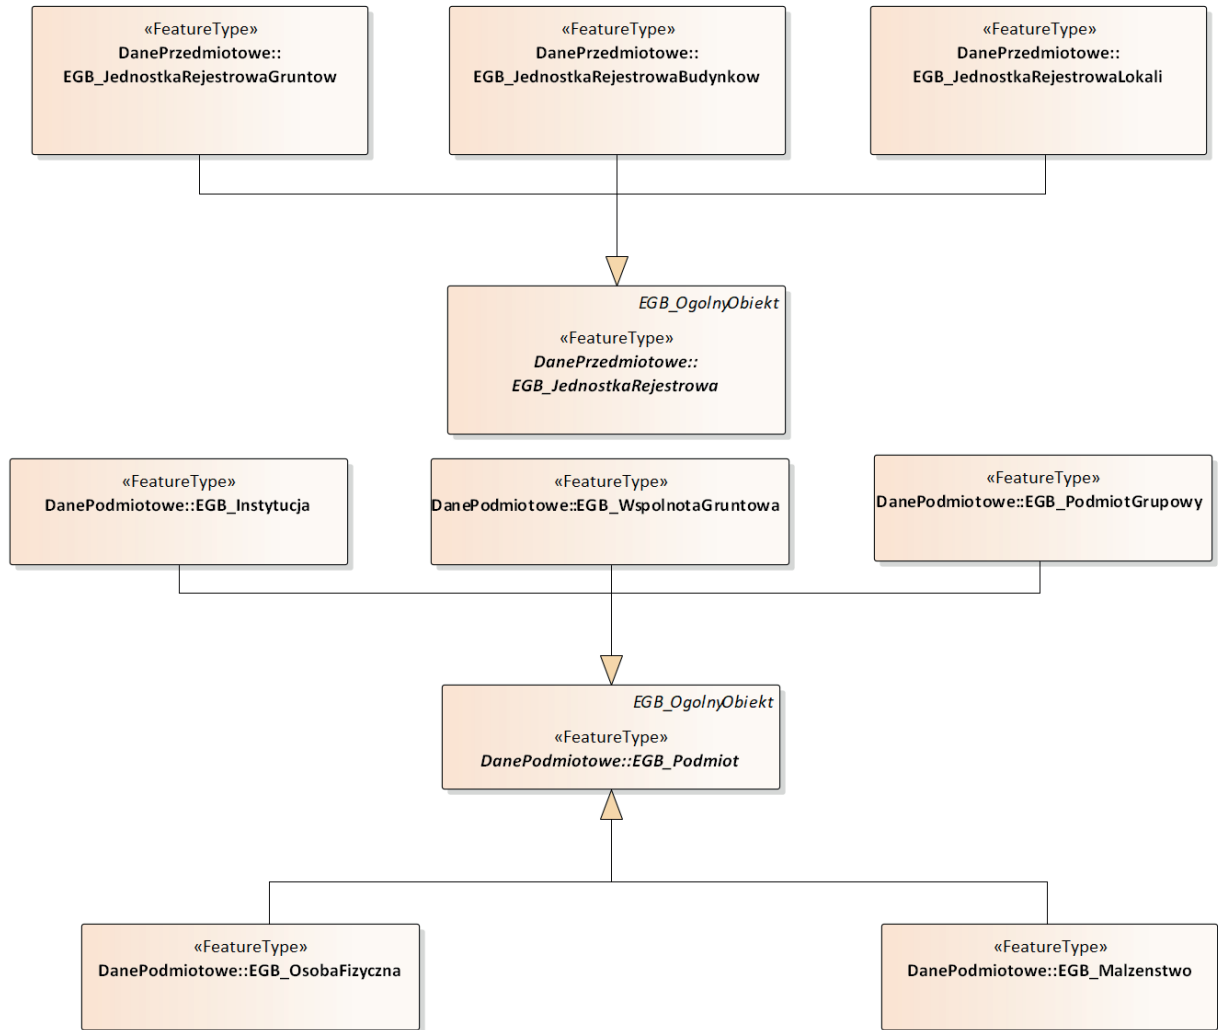 «FeatureType»
DanePrzedmiotowe::
EGB_JednostkaRejestrowaGruntow
«FeatureType»
DanePrzedmiotowe::
EGB_JednostkaRejestrowaBudynkow
«FeatureType»
DanePrzedmiotowe::
EGB_JednostkaRejestrowaLokali
EGB_OgolnyObiekt
«FeatureType»
DanePrzedmiotowe::
EGB_JednostkaRejestrowa
«FeatureType»
DanePodmiotowe::EGB_Instytucja
«FeatureType»
DanePodmiotowe::EGB_WspolnotaGruntowa
«FeatureType»
DanePodmiotowe::EGB_PodmiotGrupowy
EGB_OgolnyObiekt
«FeatureType»
DanePodmiotowe::EGB_Podmiot
«FeatureType»
DanePodmiotowe::EGB_OsobaFizyczna
«FeatureType»
DanePodmiotowe::EGB_Malzenstwo